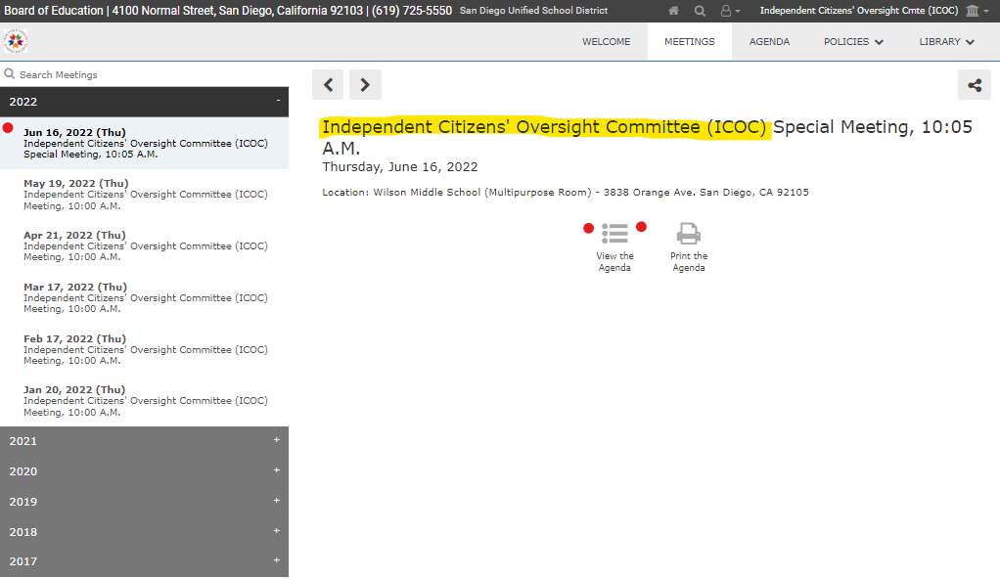 Board of Education | 4100 Normal Street, San Diego, California 92103 | (619) 725-5550 San Diego Unified School District Independent Citizens' Oversight Cmte (ICOC)
WELCOME MEETINGS AGENDA POLICIES LIBRARY
Search Meetings
2022 -
Jun 16, 2022 (Thu)
Independent Citizens' Oversight Committee (ICOC)
Special Meeting, 10:05 A.M.
May 19, 2022 (Thu)
Independent Citizens' Oversight Committee (ICOC)
Meeting, 10:00 A.M.
Apr 21, 2022 (Thu)
Independent Citizens' Oversight Committee (ICOC)
Meeting, 10:00 A.M.
Mar 17, 2022 (Thu)
Independent Citizens' Oversight Committee (ICOC)
Meeting, 10:00 A.M.
Feb 17, 2022 (Thu)
Independent Citizens' Oversight Committee (ICOC)
Meeting, 10:00 A.M.
Jan 20, 2022 (Thu)
Independent Citizens' Oversight Committee (ICOC)
Meeting, 10:00 A.M.
2021 +
2020 +
2019 +
2018 +
2017 +
Independent Citizens' Oversight Committee (ICOC) Special Meeting, 10:05
A.M.
Thursday, June 16, 2022
Location: Wilson Middle School (Multipurpose Room) - 3838 Orange Ave. San Diego, CA 92105
View the
Agenda
Print the
Agenda